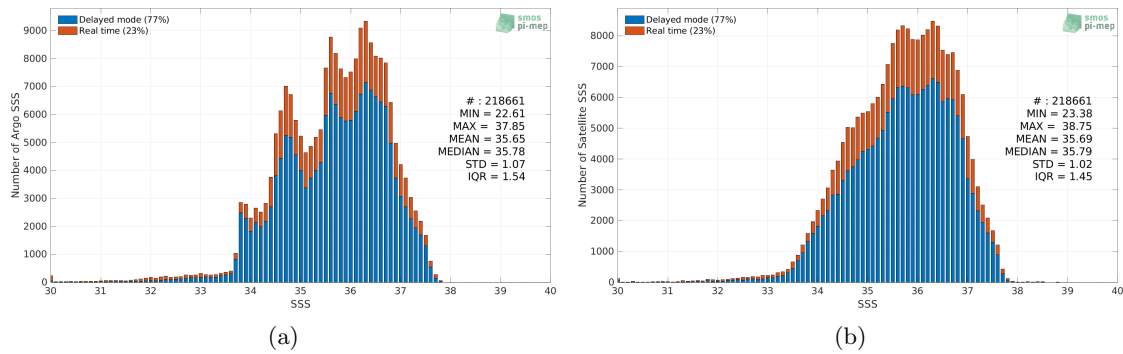 Delayed mode (77%)
Real time (23%)
smos
pi-mep
Number of Argo SSS
9000
8000
7000
6000
5000
4000
3000
2000
1000
0
# : 218661
MIN = 22.61
MAX = 37.85
MEAN = 35.65
MEDIAN = 35.78
STD = 1.07
IQR = 1.54
30 31 32 33 34 35 36 37 38 39 40
SSS
(a)
Delayed mode (77%)
Real time (23%)
smos
pi-mep
Number of Satellite SSS
8000
7000
6000
5000
4000
3000
2000
1000
0
# : 218661
MIN = 23.38
MAX = 38.75
MEAN = 35.69
MEDIAN = 35.79
STD = 1.02
IQR = 1.45
30 31 32 33 34 35 36 37 38 39 40
SSS
(b)